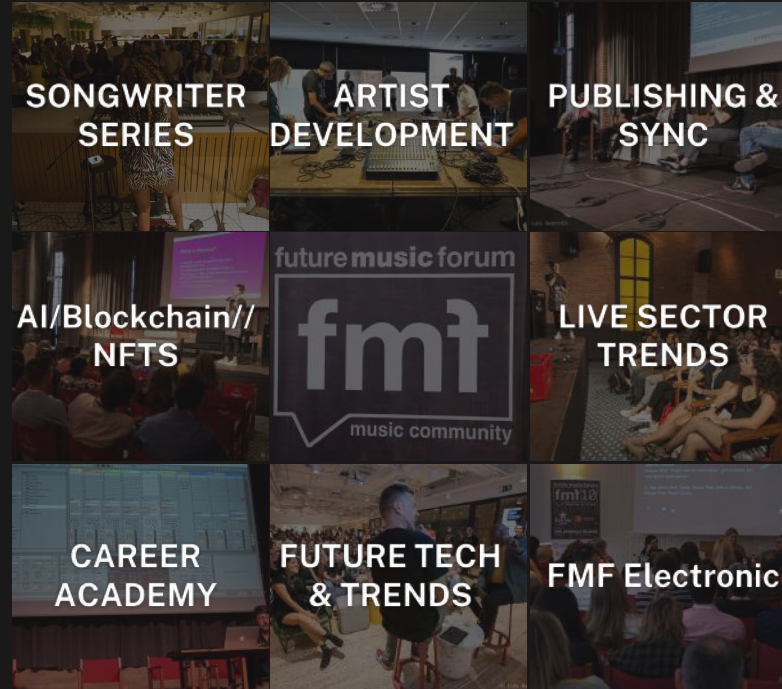 SONGWRITER
SERIES
ARTIST
DEVELOPMENT
PUBLISHING &
SYNC
AI/Blockchain//
NFTS
future music forum
fmf
music community
LIVE SECTOR
TRENDS
CAREER
ACADEMY
FUTURE TECH
& TRENDS
fmf10
FMF Electronic